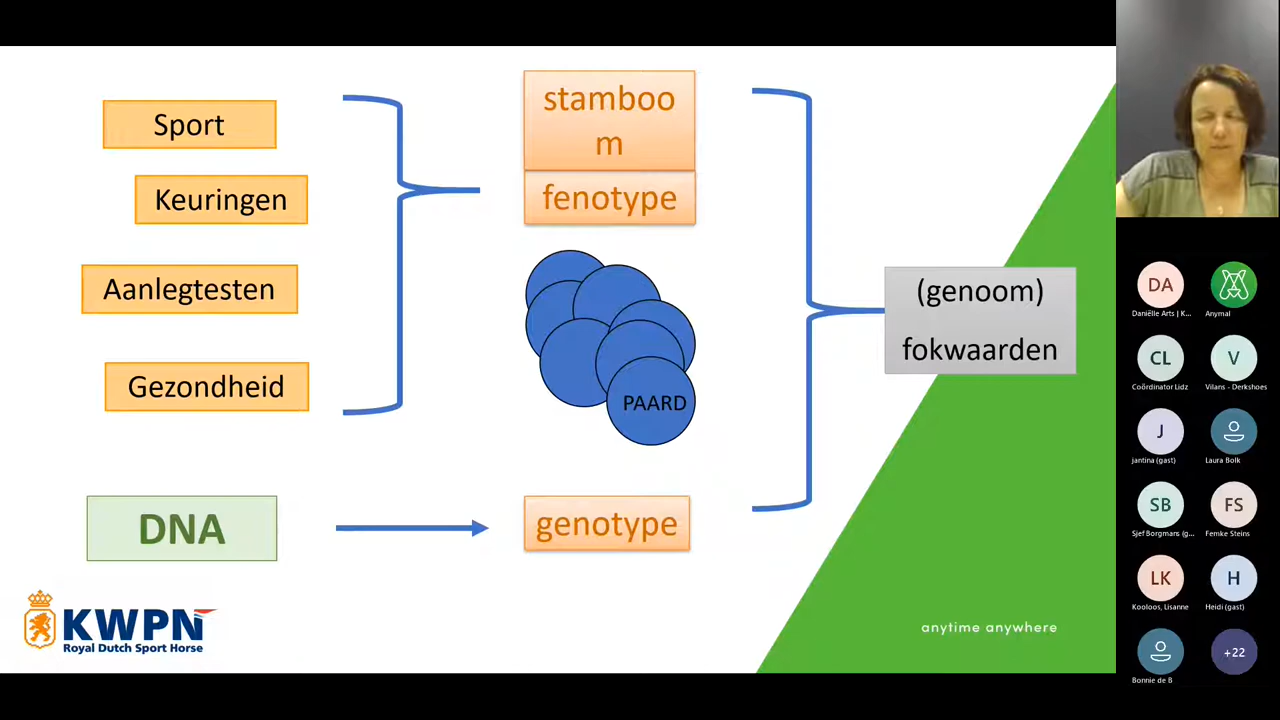 Sport
Keuringen
Aanlegtesten
Gezondheid
DNA
stamboo
m
fenotype
PAARD
genotype
(genoom)
fokwaarden
KWPN
Royal Dutch Sport Horse
anytime anywhere
DA
Daniëlle Arts | K...
Anymal
CL
Coördinator Lidz
V
Vilans - Derkshoes
J
jantina (gast)
Laura Bolk
SB
Sjef Borgmans (g...
FS
Femke Steins
LK
Kooloos, Lisanne
H
Heidi (gast)
Bonnie de B
+22